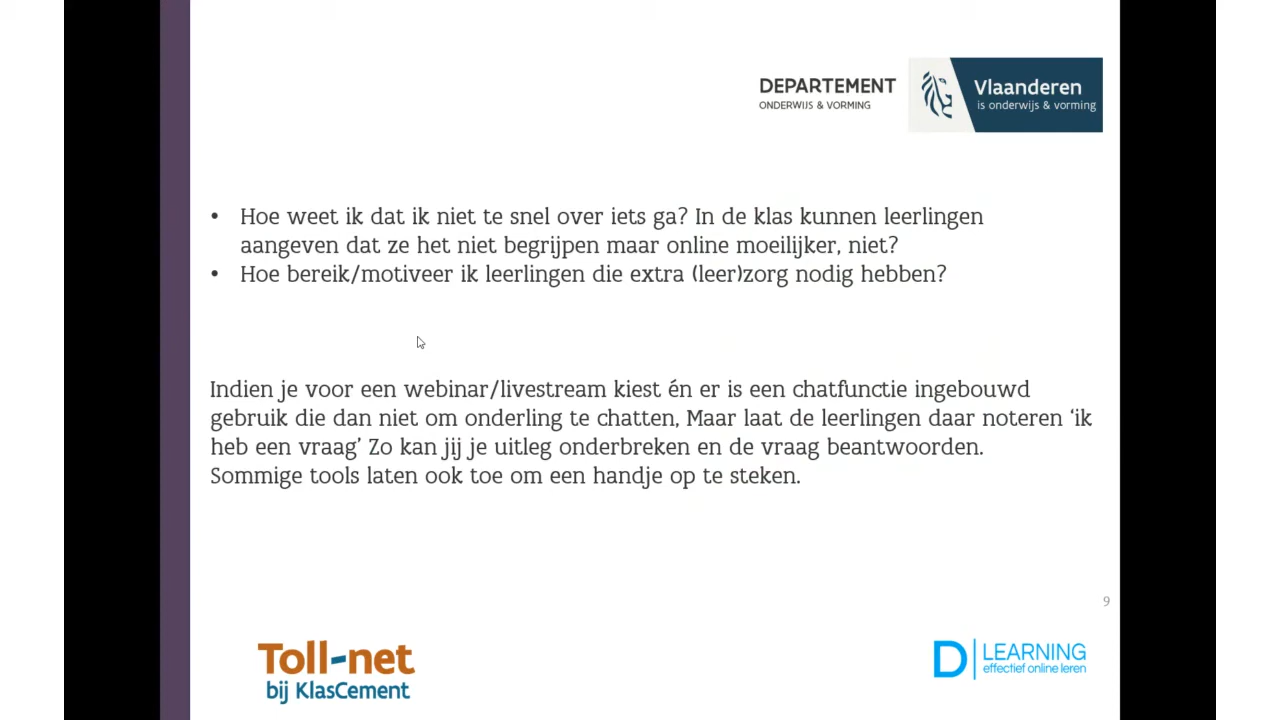 DEPARTEMENT
ONDERWIJS & VORMING
Vlaanderen
is onderwijs & vorming
• Hoe weet ik dat ik niet te snel over iets ga? In de klas kunnen leerlingen
aangeven dat ze het niet begrijpen maar online moeilijker, niet?
• Hoe bereik/motiveer ik leerlingen die extra (leer)zorg nodig hebben?
Indien je voor een webinar/livestream kiest én er is een chatfunctie ingebouwd
gebruik die dan niet om onderling te chatten, Maar laat de leerlingen daar noteren ‘ik
heb een vraag’ Zo kan jij je uitleg onderbreken en de vraag beantwoorden.
Sommige tools laten ook toe om een handje op te steken.
9
Toll-net
bij KlasCement
D LEARNING
effectief online leren